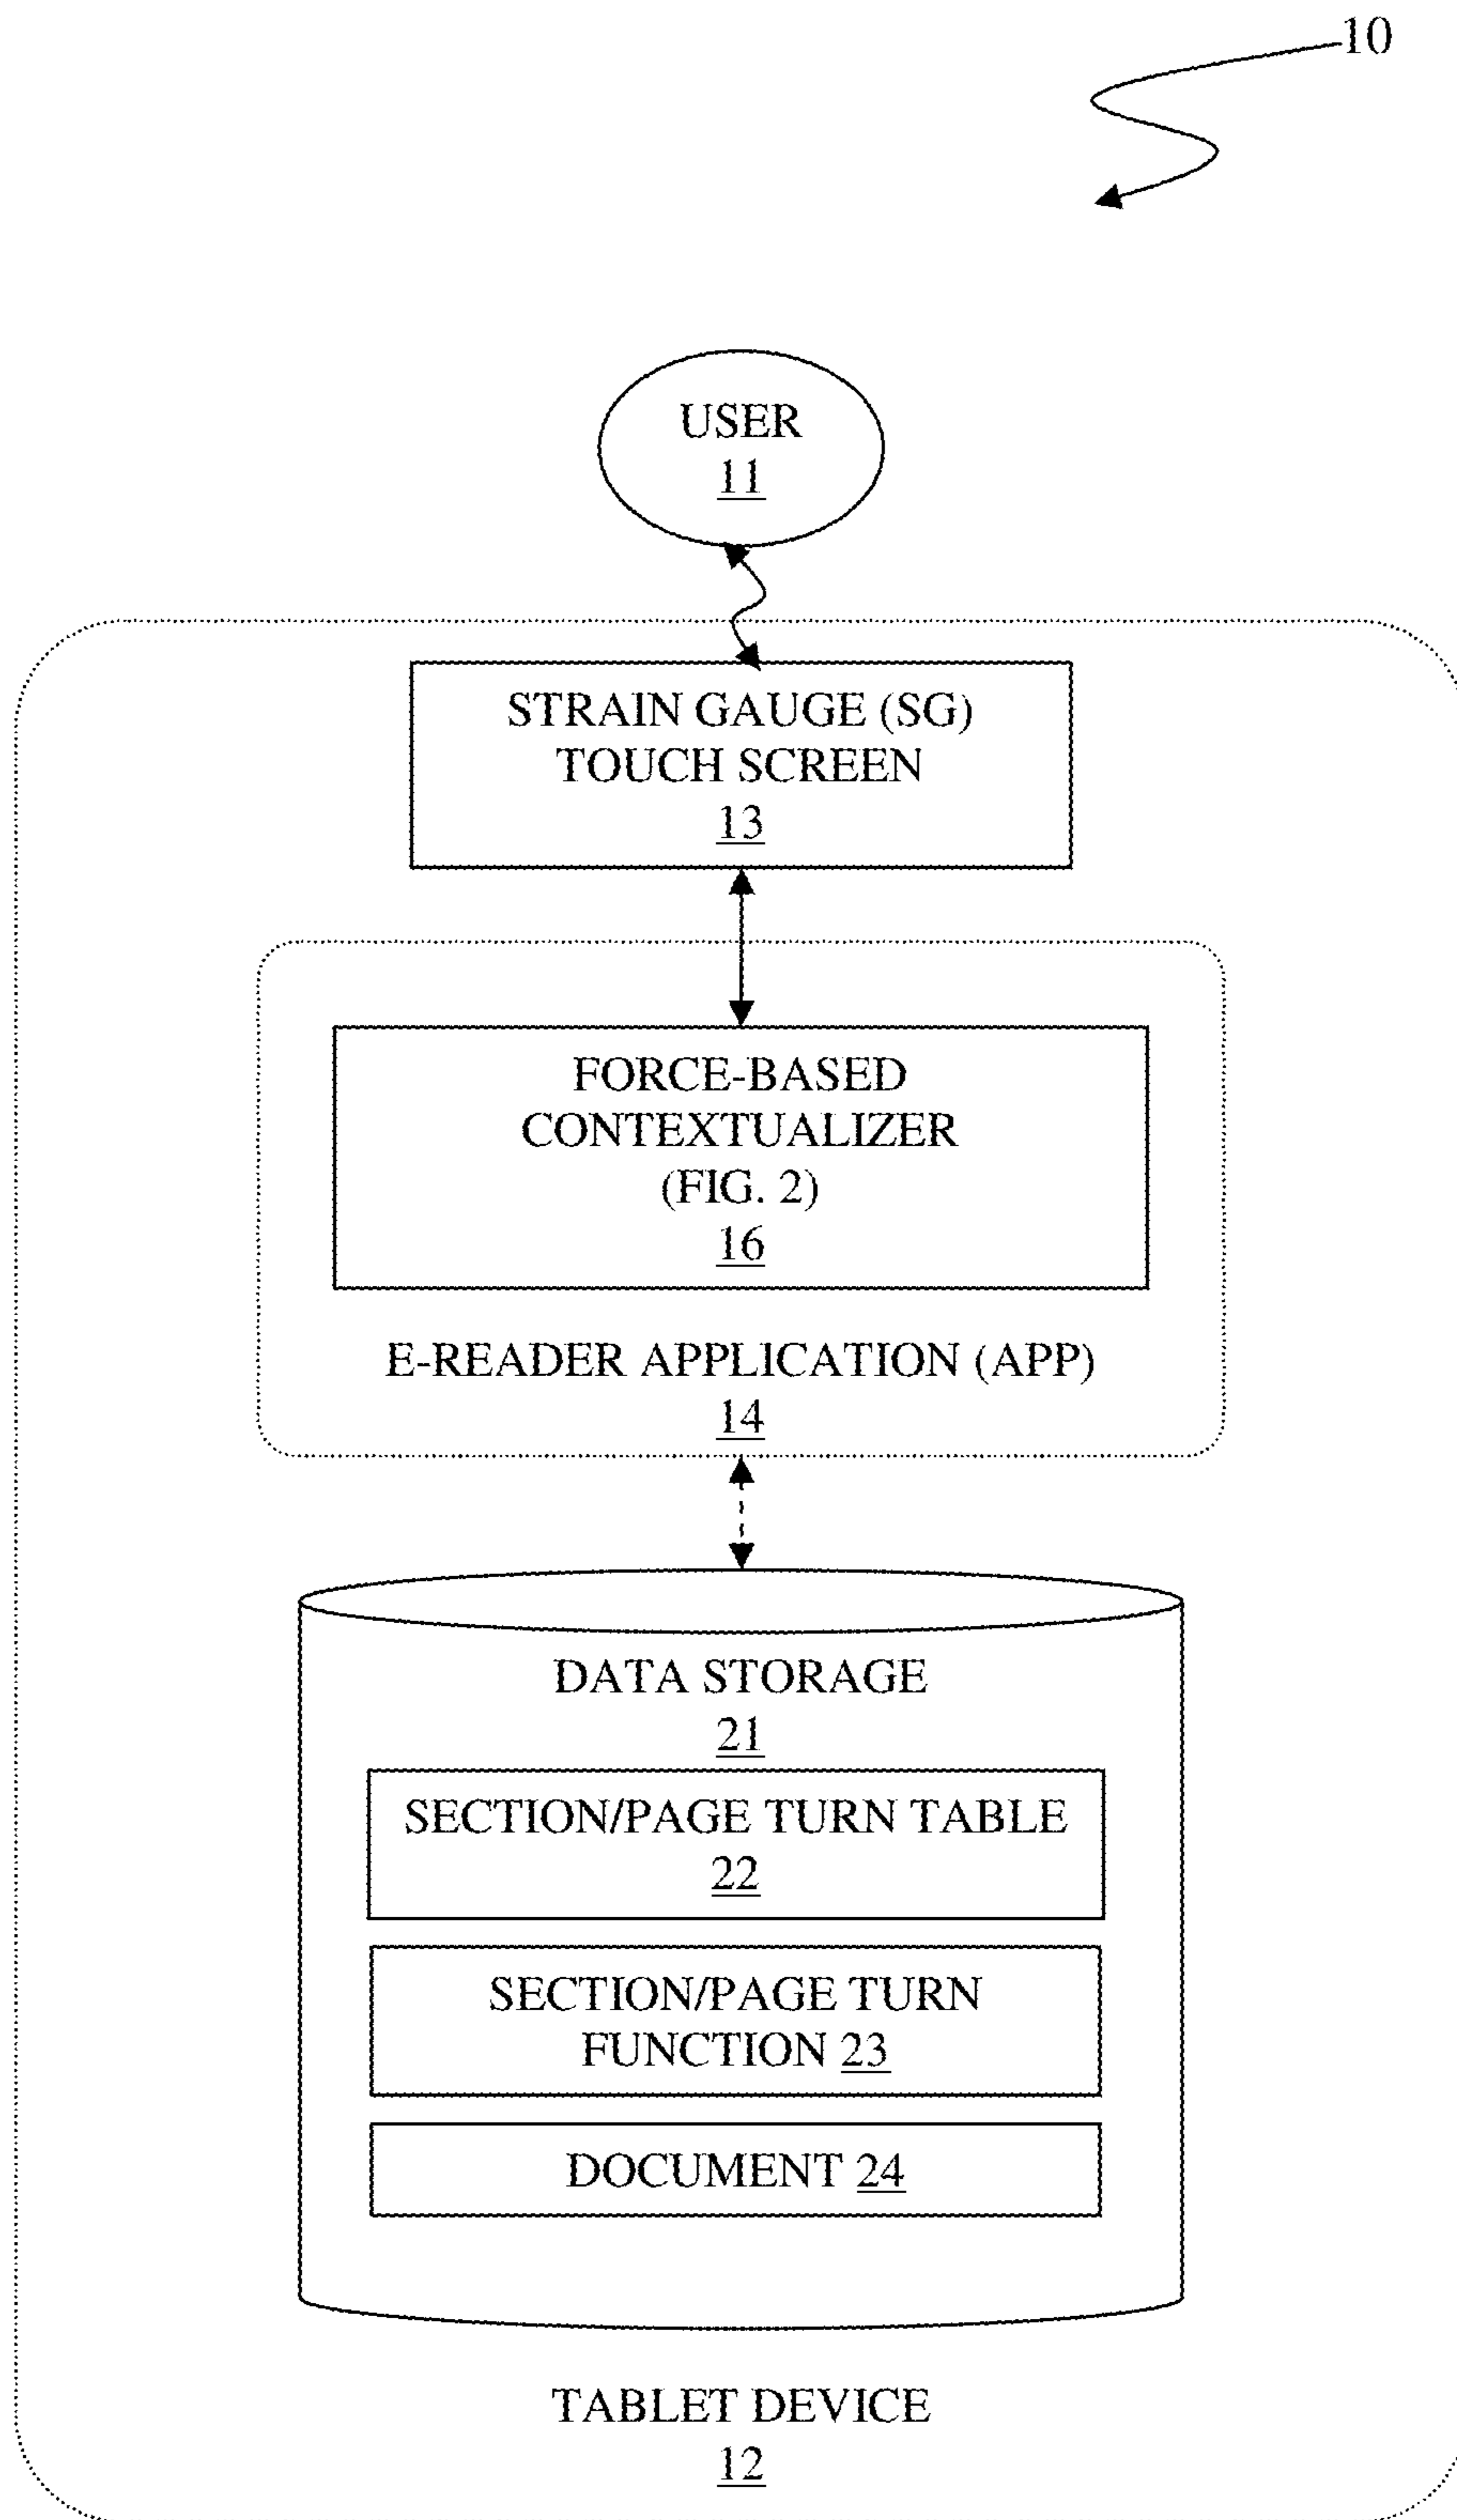 10
USER
11
STRAIN GAUGE (SG)
TOUCH SCREEN
13
FORCE-BASED
CONTEXTUALIZER
(FIG. 2)
16
E-READER APPLICATION (APP)
14
DATA STORAGE
21
SECTION/PAGE TURN TABLE
22
SECTION/PAGE TURN
FUNCTION 23
DOCUMENT 24
TABLET DEVICE
12